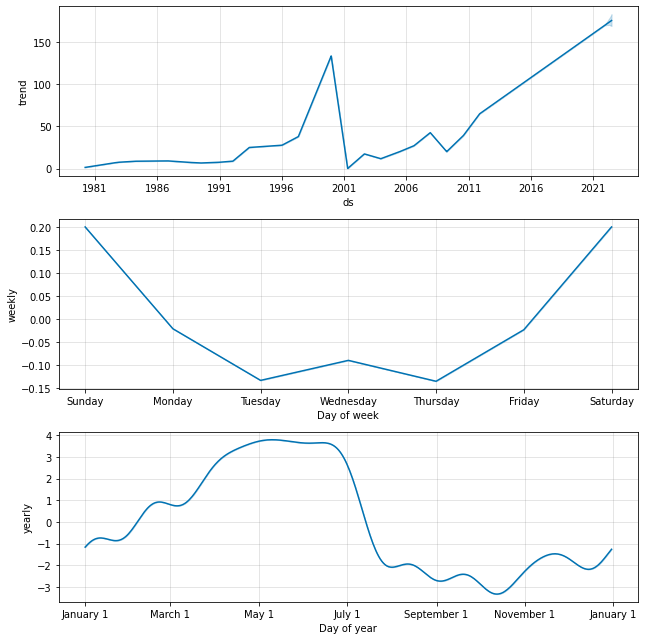 150
100
50
0
trend
1981 1986 1991 1996 2001 2006 2011 2016 2021
ds
0.20
0.15
0.10
0.05
0.00
−0.05
−0.10
−0.15
weekly
Sunday Monday Tuesday Wednesday Thursday Friday Saturday
Day of week
4
3
2
1
0
−1
−2
−3
yearly
January 1 March 1 May 1 July 1 September 1 November 1 January 1
Day of year